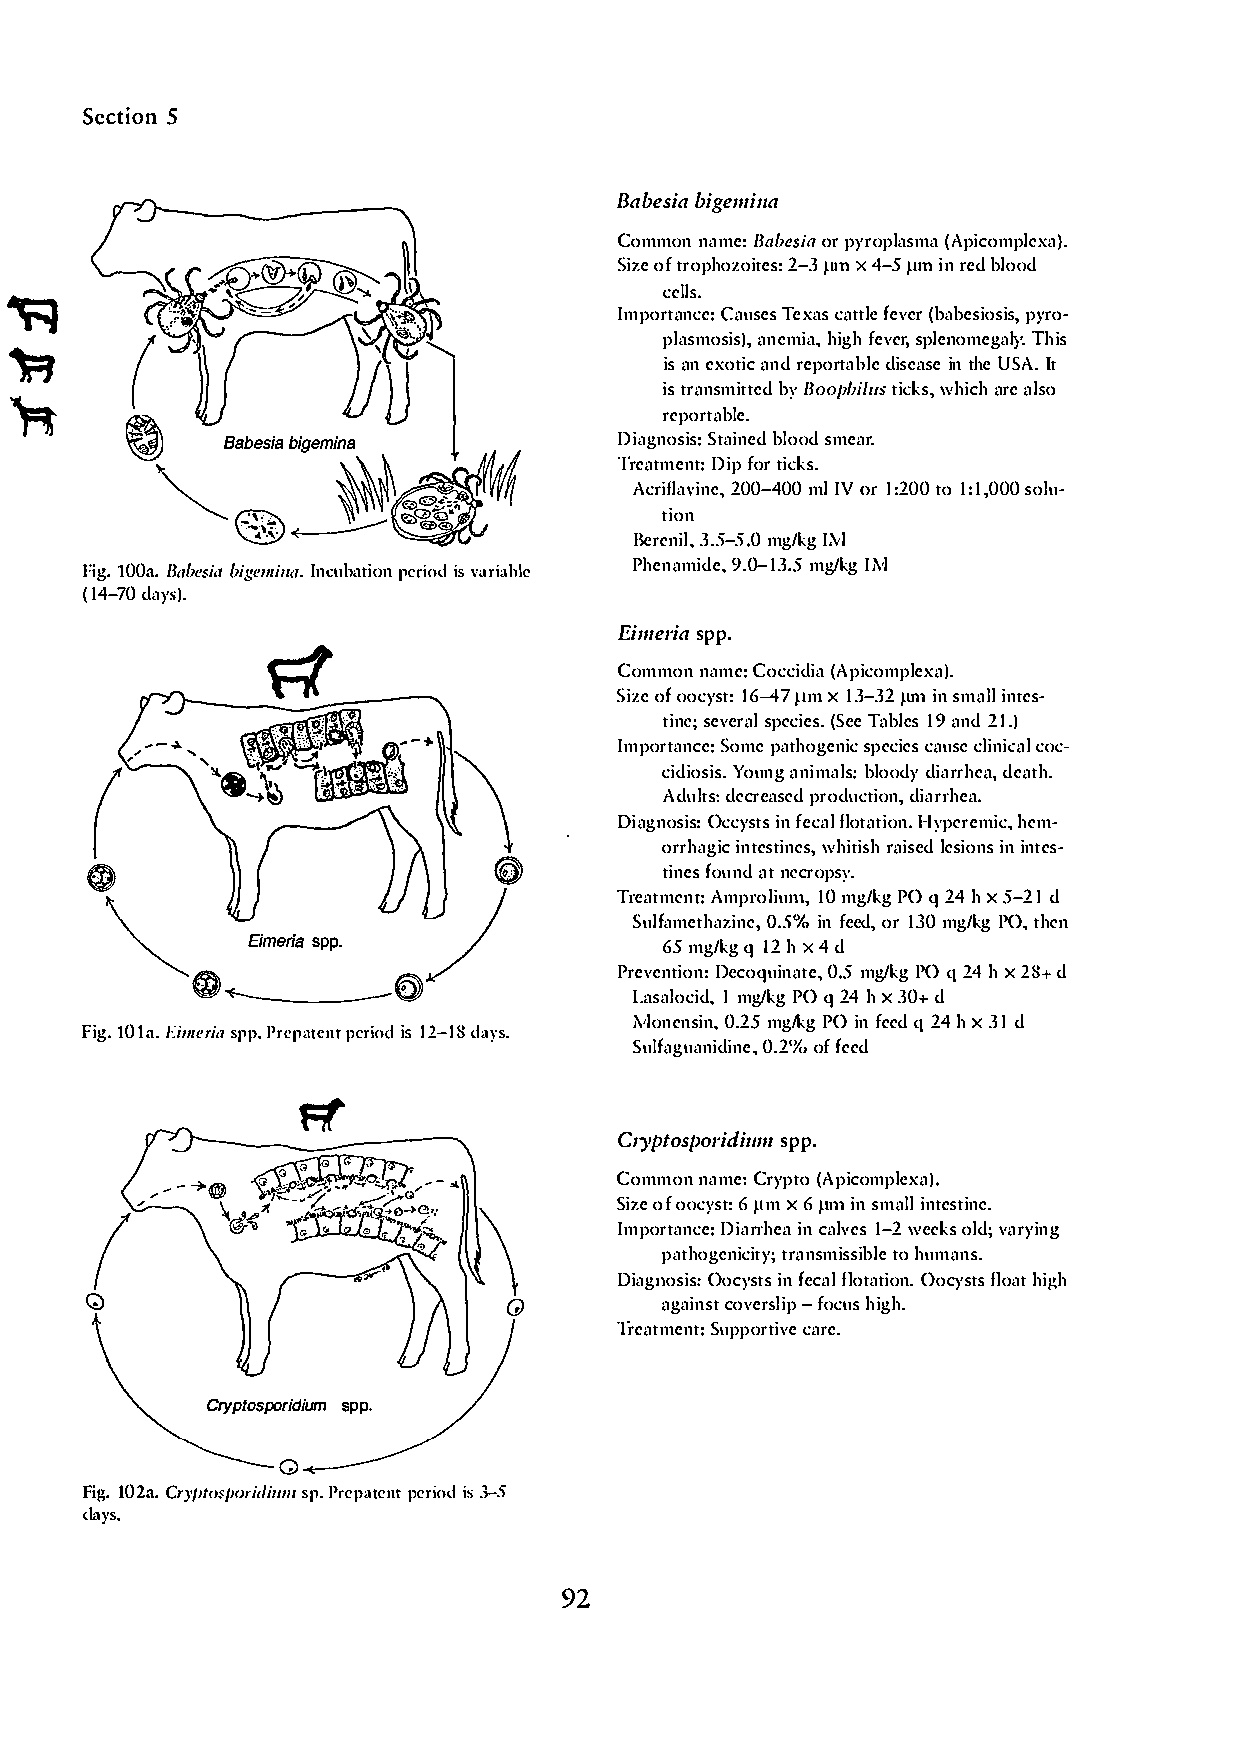 Section 5
Babesia bigemina
Fig. 100a. Babesia bigemina. Incubation period is variable
(14–70 days).
Eimeria spp.
Fig. 101a. Eimeria spp. Prepatent period is 12–18 days.
Cryptosporidium spp.
Fig. 102a. Cryptosporidium sp. Prepatent period is 3–5
days.
Babesia bigemina
Common name: Babesia or pyroplasma (Apicomplexa).
Size of trophozoites: 2–3 µm × 4–5 µm in red blood
cells.
Importance: Causes Texas cattle fever (babesiosis, pyro-
plasmosis), anemia, high fever, splenomegaly. This
is an exotic and reportable disease in the USA. It
is transmitted by Boophilus ticks, which are also
reportable.
Diagnosis: Stained blood smear.
Treatment: Dip for ticks.
Acriflavine, 200–400 ml IV or 1:200 to 1:1,000 solu-
tion
Berenil, 3.5–5.0 mg/kg IM
Phenamide, 9.0–13.5 mg/kg IM
Eimeria spp.
Common name: Coccidia (Apicomplexa).
Size of oocyst: 16–47 µm × 13–32 µm in small intes-
tine; several species. (See Tables 19 and 21.)
Importance: Some pathogenic species cause clinical coc-
cidiosis. Young animals: bloody diarrhea, death.
Adults: decreased production, diarrhea.
Diagnosis: Occysts in fecal flotation. Hyperemic, hem-
orrhagic intestines, whitish raised lesions in intes-
tines found at necropsy.
Treatment: Amprolium, 10 mg/kg PO q 24 h × 5–21 d
Sulfamethazine, 0.5% in feed, or 130 mg/kg PO, then
65 mg/kg q 12 h × 4 d
Prevention: Decoquinate, 0.5 mg/kg PO q 24 h × 28+ d
Lasalocid, 1 mg/kg PO q 24 h × 30+ d
Monensin, 0.25 mg/kg PO in feed q 24 h × 31 d
Sulfaguanidine, 0.2% of feed
Cryptosporidium spp.
Common name: Crypto (Apicomplexa).
Size of oocyst: 6 µm × 6 µm in small intestine.
Importance: Diarrhea in calves 1–2 weeks old; varying
pathogenicity; transmissible to humans.
Diagnosis: Oocysts in fecal flotation. Oocysts float high
against coverslip – focus high.
Treatment: Supportive care.
92